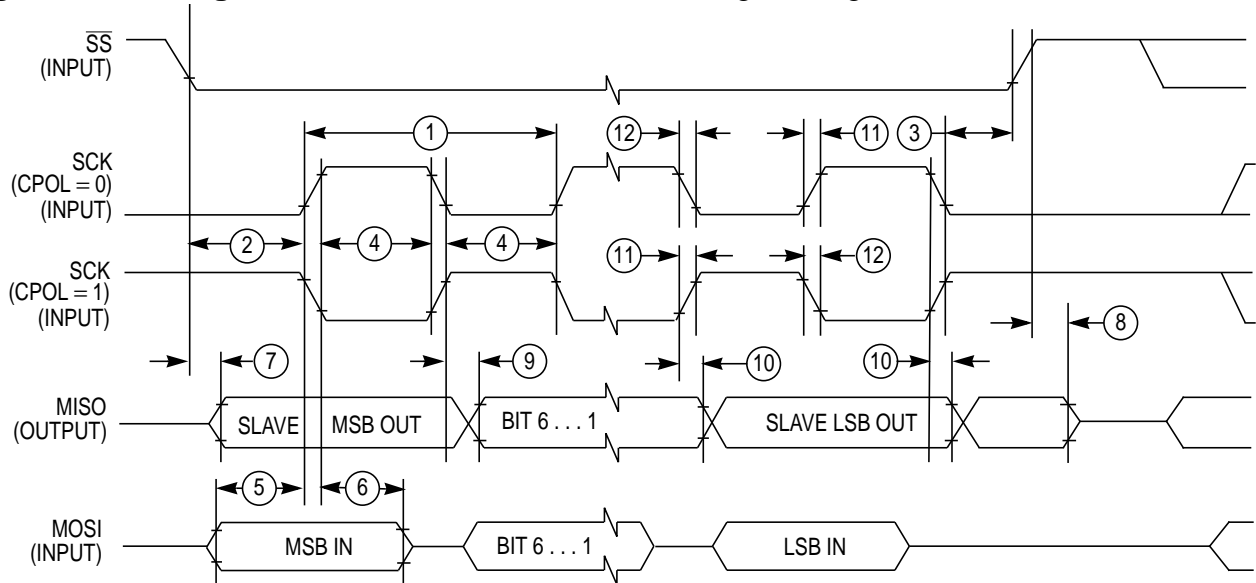 SS
(INPUT)
1
12
11
3
SCK
(CPOL = 0)
(INPUT)
2
4
4
11
12
SCK
(CPOL = 1)
(INPUT)
7
9
10
10
8
MISO
(OUTPUT)
SLAVE MSB OUT
BIT 6 . . . 1
SLAVE LSB OUT
5
6
MOSI
(INPUT)
MSB IN
BIT 6 . . . 1
LSB IN